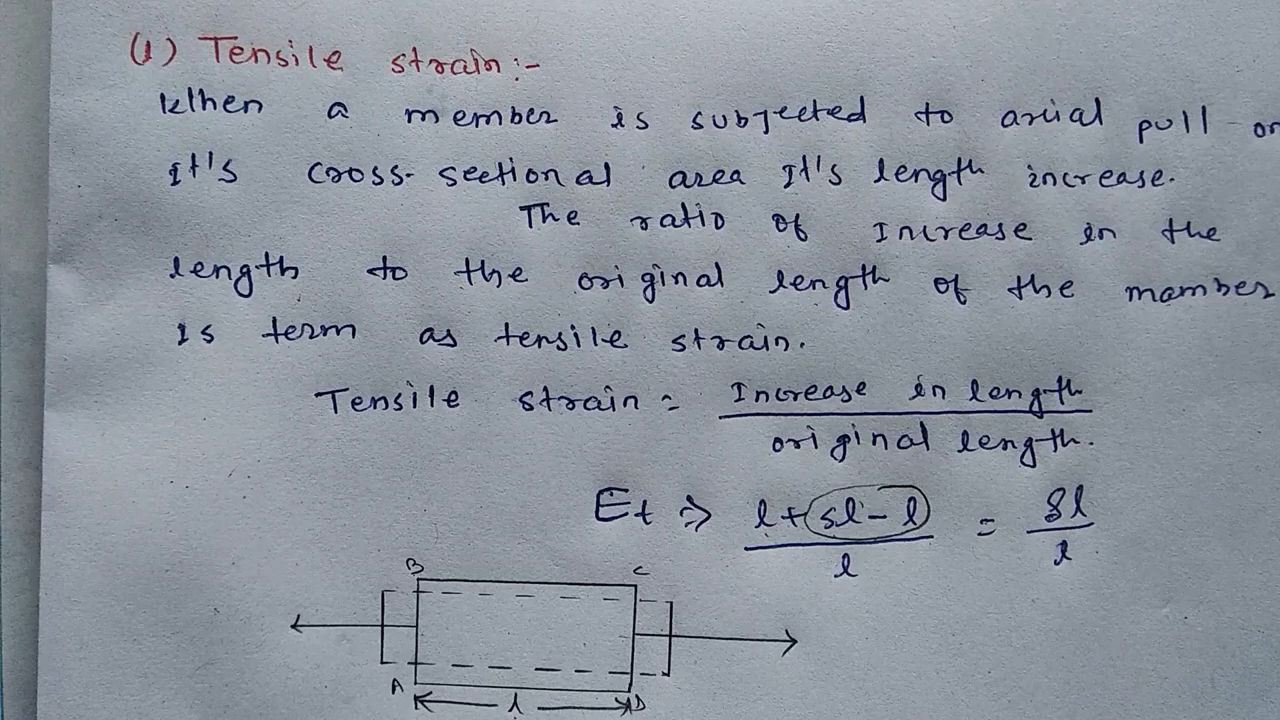 (1) Tensile strain:-
When a member is subjected to axial pull on
It's cross-sectional area It's length increase.
The ratio of Increase in the
length to the original length of the mamber
is term as tensile strain.
Tensile strain = Increase in length
original length.
Et => l+(δl-l) = δl
l l
B C
A l D